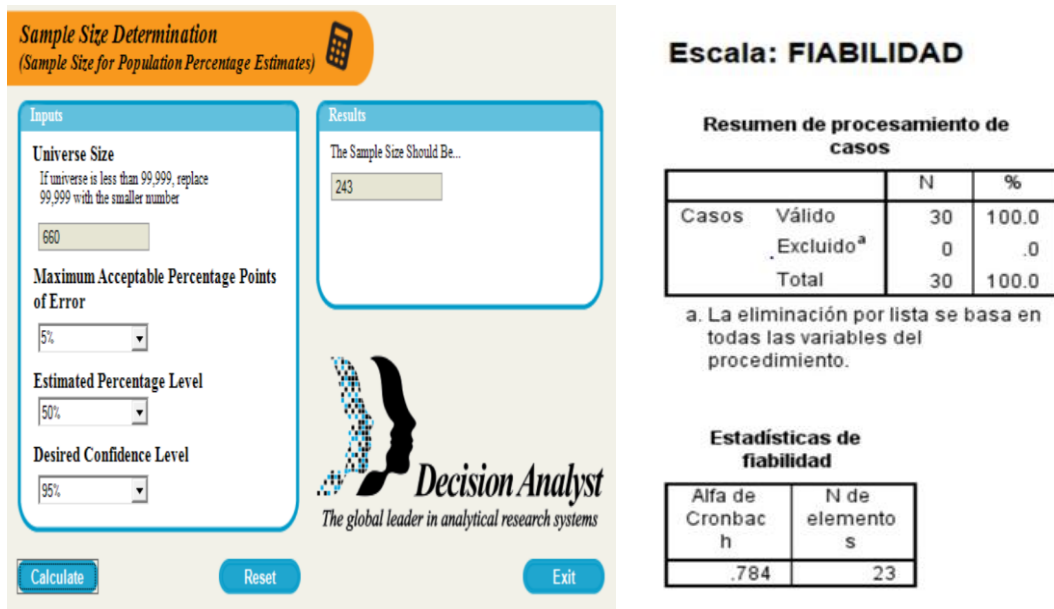 Sample Size Determination
(Sample Size for Population Percentage Estimates)
Inputs
Universe Size
If universe is less than 99,999, replace
99,999 with the smaller number
660
Maximum Acceptable Percentage Points
of Error
5%
Estimated Percentage Level
50%
Desired Confidence Level
95%
Results
The Sample Size Should Be...
243
Decision Analyst
The global leader in analytical research systems
Calculate
Reset
Exit
Escala: FIABILIDAD
Resumen de procesamiento de
casos
N %
Casos Válido 30 100.0
Excluido a 0 .0
Total 30 100.0
a. La eliminación por lista se basa en
todas las variables del
procedimiento.
Estadísticas de
fiabilidad
Alfa de N de
Cronbac elemento
h s
.784 23